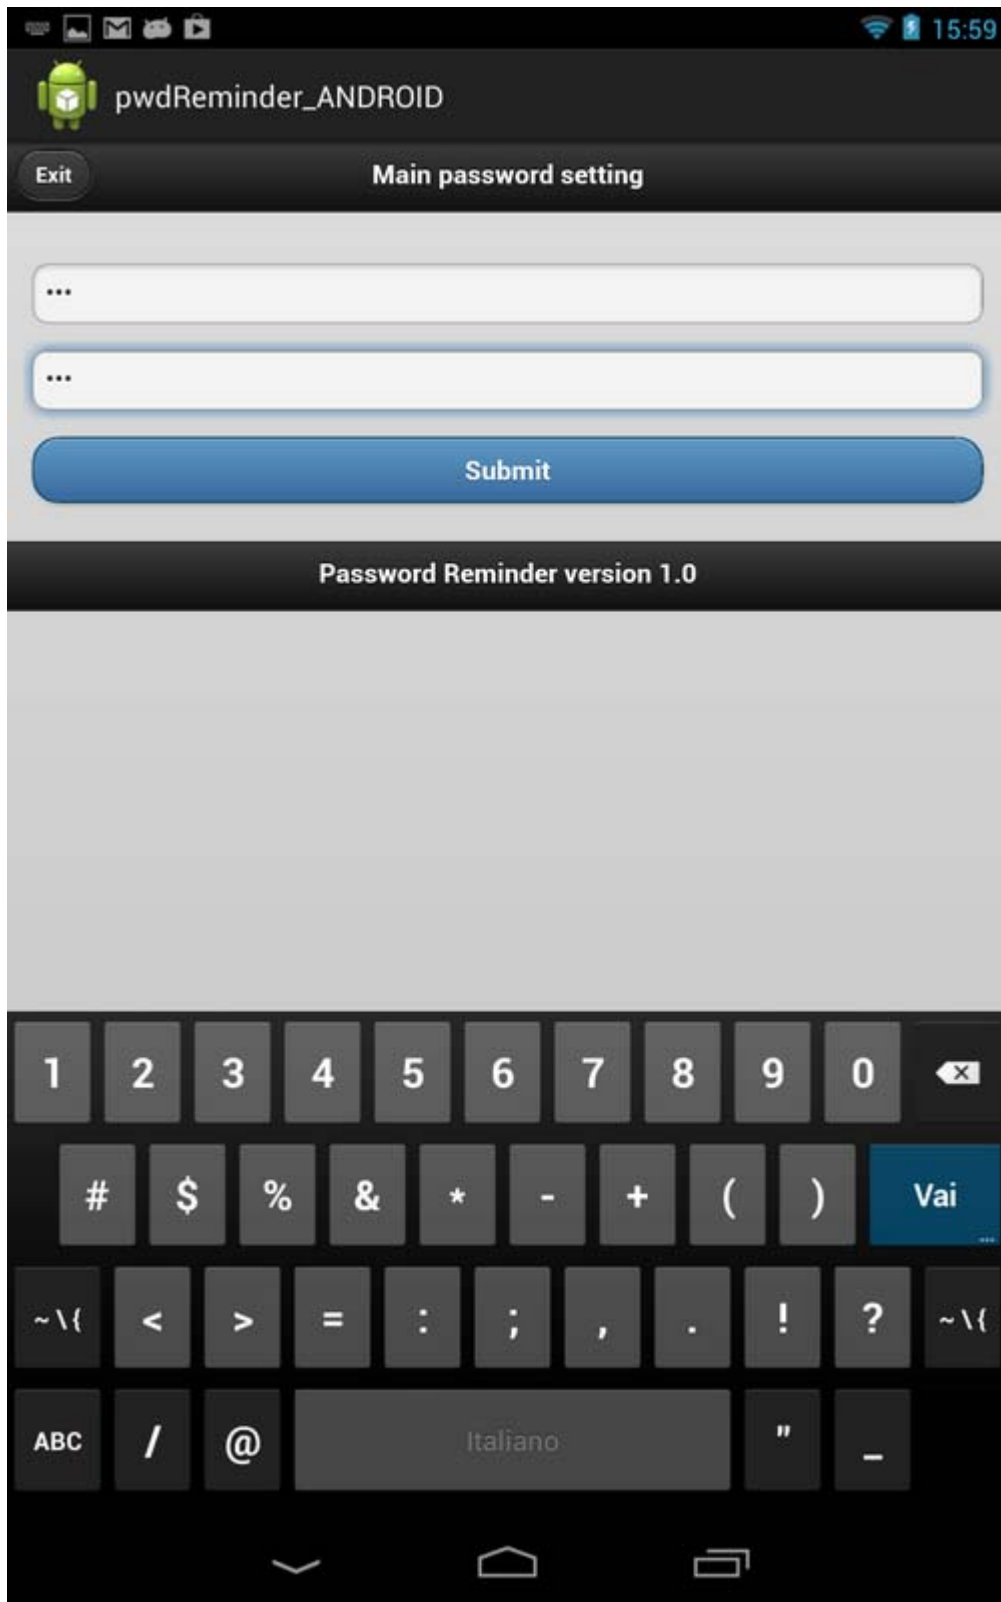 15:59
pwdReminder_ANDROID
Exit Main password setting
•••
•••
Submit
Password Reminder version 1.0
1 2 3 4 5 6 7 8 9 0
# $ % & * - + ( ) Vai
~\{ < > = : ; , . ! ? ~\{
ABC / @ Italiano " _